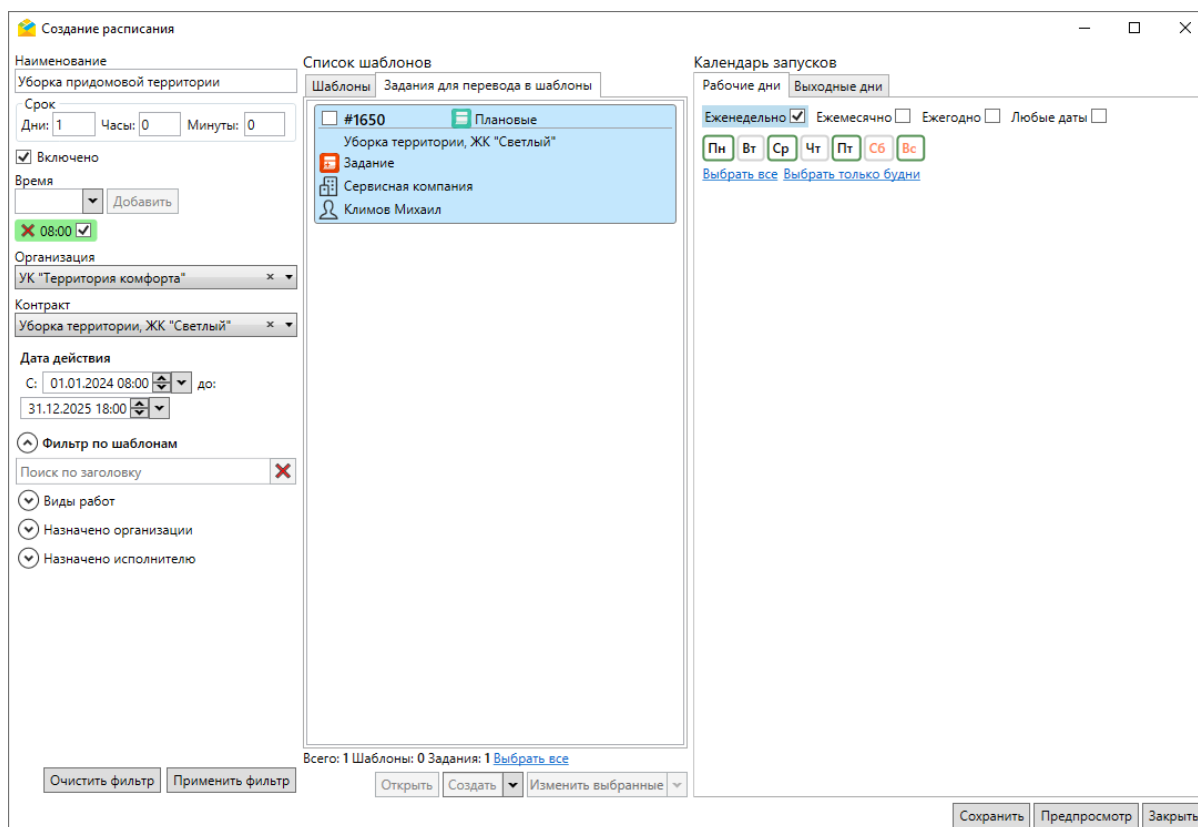 Создание расписания
Наименование
Уборка придомовой территории
Срок
Дни: 1 Часы: 0 Минуты: 0
Включено
Время
Добавить
08:00
Организация
УК "Территория комфорта"
Контракт
Уборка территории, ЖК "Светлый"
Дата действия
С: 01.01.2024 08:00 до:
31.12.2025 18:00
Фильтр по шаблонам
Поиск по заголовку
Виды работ
Назначено организации
Назначено исполнителю
Очистить фильтр Применить фильтр
Список шаблонов
Шаблоны Задания для перевода в шаблоны
#1650 Плановые
Уборка территории, ЖК "Светлый"
Задание
Сервисная компания
Климов Михаил
Всего: 1 Шаблоны: 0 Задания: 1 Выбрать все
Открыть Создать Изменить выбранные
Календарь запусков
Рабочие дни Выходные дни
Еженедельно Ежемесячно Ежегодно Любые даты
Пн Вт Ср Чт Пт Сб Вс
Выбрать все Выбрать только будни
Сохранить Предпросмотр Закрыть